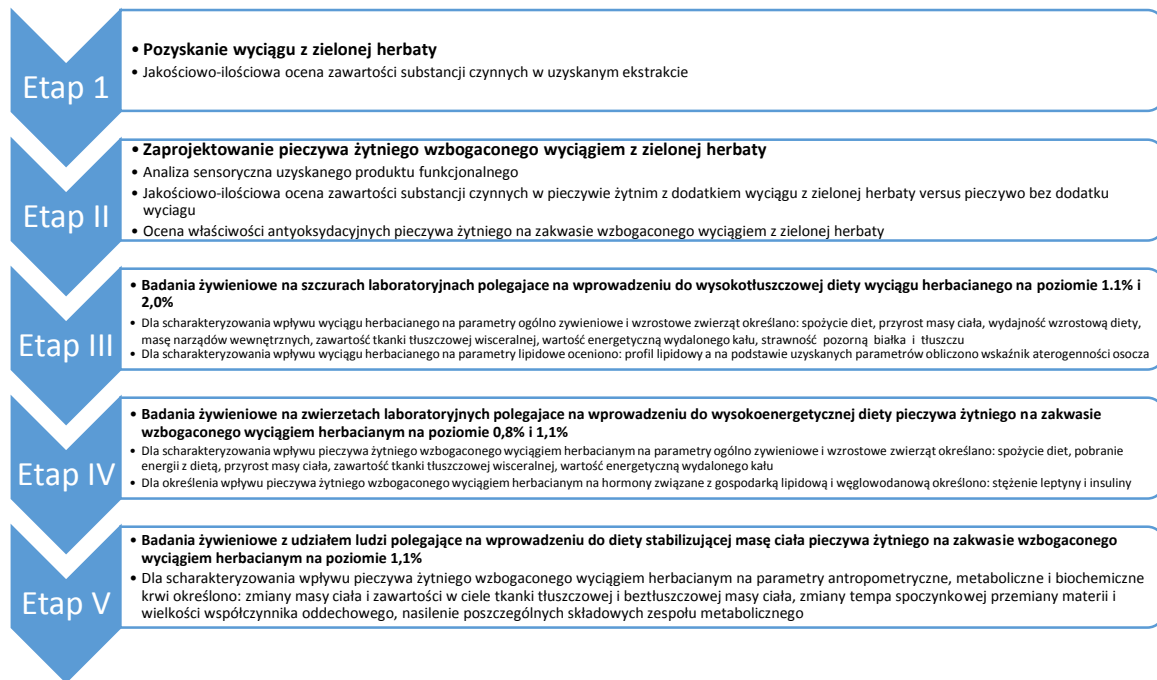 Etap 1
• Pozyskanie wyciągu z zielonej herbaty
• Jakościowo-ilościowa ocena zawartości substancji czynnych w uzyskanym ekstrakcie
Etap II
• Zaprojektowanie pieczywa żytniego wzbogaconego wyciągiem z zielonej herbaty
• Analiza sensoryczna uzyskanego produktu funkcjonalnego
• Jakościowo-ilościowa ocena zawartości substancji czynnych w pieczywie żytnim z dodatkiem wyciągu z zielonej herbaty versus pieczywo bez dodatku
wyciagu
• Ocena właściwości antyoksydacyjnych pieczywa żytniego na zakwasie wzbogaconego wyciągiem z zielonej herbaty
Etap III
• Badania żywieniowe na szczurach laboratoryjnach polegajace na wprowadzeniu do wysokotłuszczowej diety wyciągu herbacianego na poziomie 1.1% i
2,0%
• Dla scharakteryzowania wpływu wyciągu herbacianego na parametry ogólno zywieniowe i wzrostowe zwierząt określano: spożycie diet, przyrost masy ciała, wydajność wzrostową diety,
masę narządów wewnętrznych, zawartość tkanki tłuszczowej wisceralnej, wartość energetyczną wydalonego kału, strawność pozorną białka i tłuszczu
• Dla scharakteryzowania wpływu wyciągu herbacianego na parametry lipidowe oceniono: profil lipidowy a na podstawie uzyskanych parametrów obliczono wskaźnik aterogenności osocza
Etap IV
• Badania żywieniowe na zwierzetach laboratoryjnych polegajace na wprowadzeniu do wysokoenergetycznej diety pieczywa żytniego na zakwasie
wzbogaconego wyciągiem herbacianym na poziomie 0,8% i 1,1%
• Dla scharakteryzowania wpływu pieczywa żytniego wzbogaconego wyciągiem herbacianym na parametry ogólno żywieniowe i wzrostowe zwierząt określano: spożycie diet, pobranie
energii z dietą, przyrost masy ciała, zawartość tkanki tłuszczowej wisceralnej, wartość energetyczną wydalonego kału
• Dla określenia wpływu pieczywa żytniego wzbogaconego wyciągiem herbacianym na hormony związane z gospodarką lipidową i węglowodanową określono: stężenie leptyny i insuliny
Etap V
• Badania żywieniowe z udziałem ludzi polegające na wprowadzeniu do diety stabilizującej masę ciała pieczywa żytniego na zakwasie wzbogaconego
wyciągiem herbacianym na poziomie 1,1%
• Dla scharakteryzowania wpływu pieczywa żytniego wzbogaconego wyciągiem herbacianym na parametry antropometryczne, metaboliczne i biochemiczne
krwi określono: zmiany masy ciała i zawartości w ciele tkanki tłuszczowej i beztłuszczowej masy ciała, zmiany tempa spoczynkowej przemiany materii i
wielkości współczynnika oddechowego, nasilenie poszczególnych składowych zespołu metabolicznego